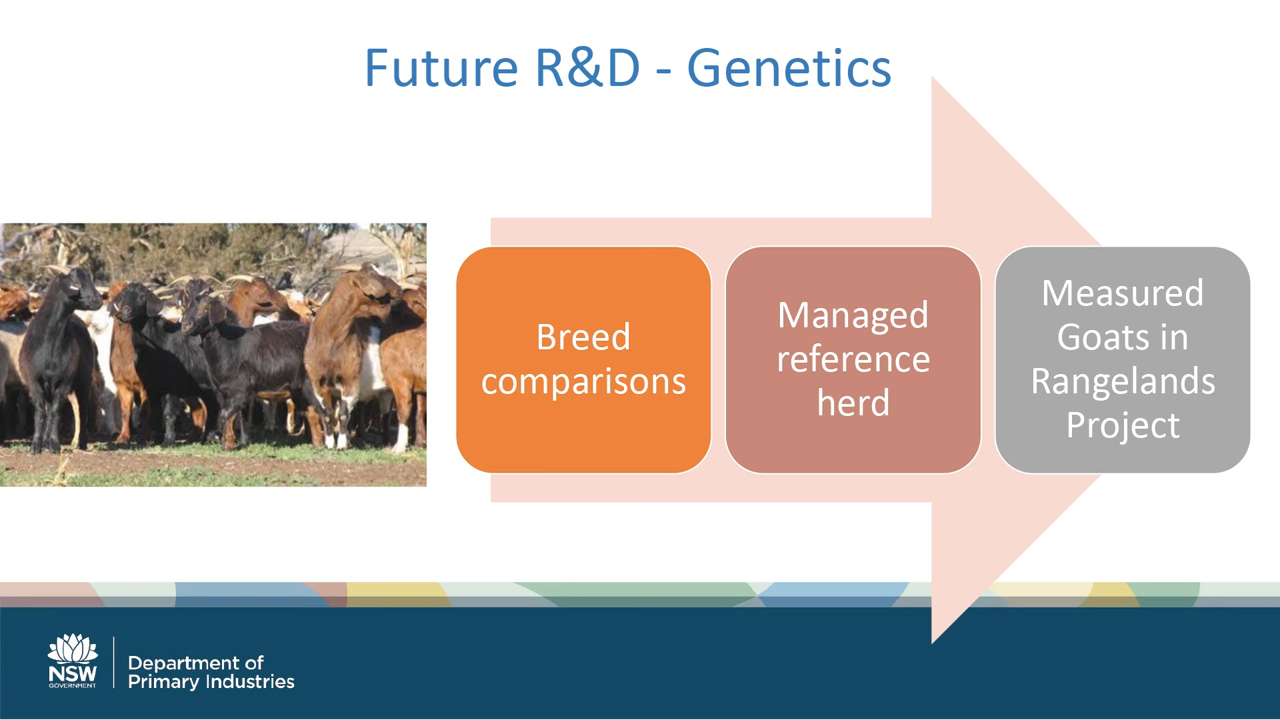 Future R&D - Genetics
Breed
comparisons
Managed
reference
herd
Measured
Goats in
Rangelands
Project
NSW
GOVERNMENT
Department of
Primary Industries